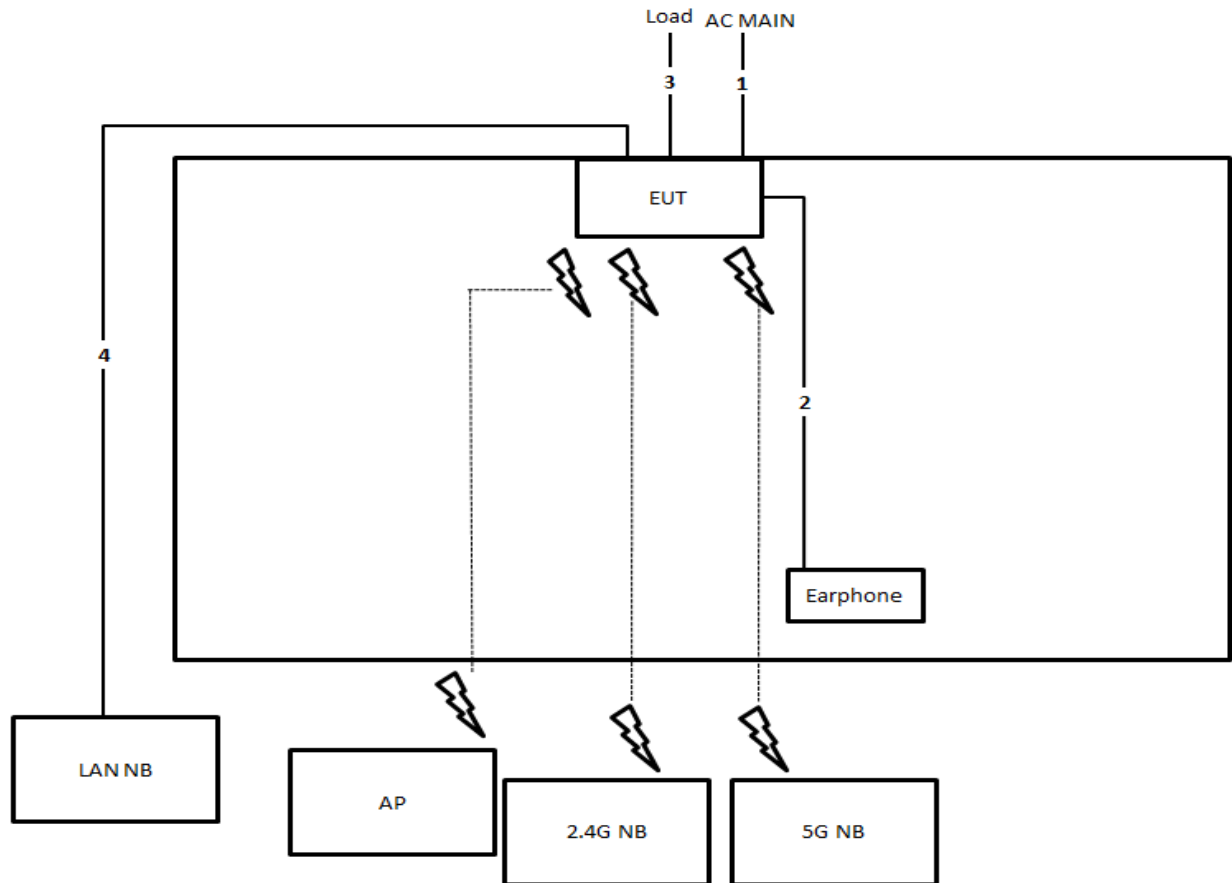 Load
AC MAIN
3
1
EUT
4
2
Earphone
LAN NB
AP
2.4G NB
5G NB